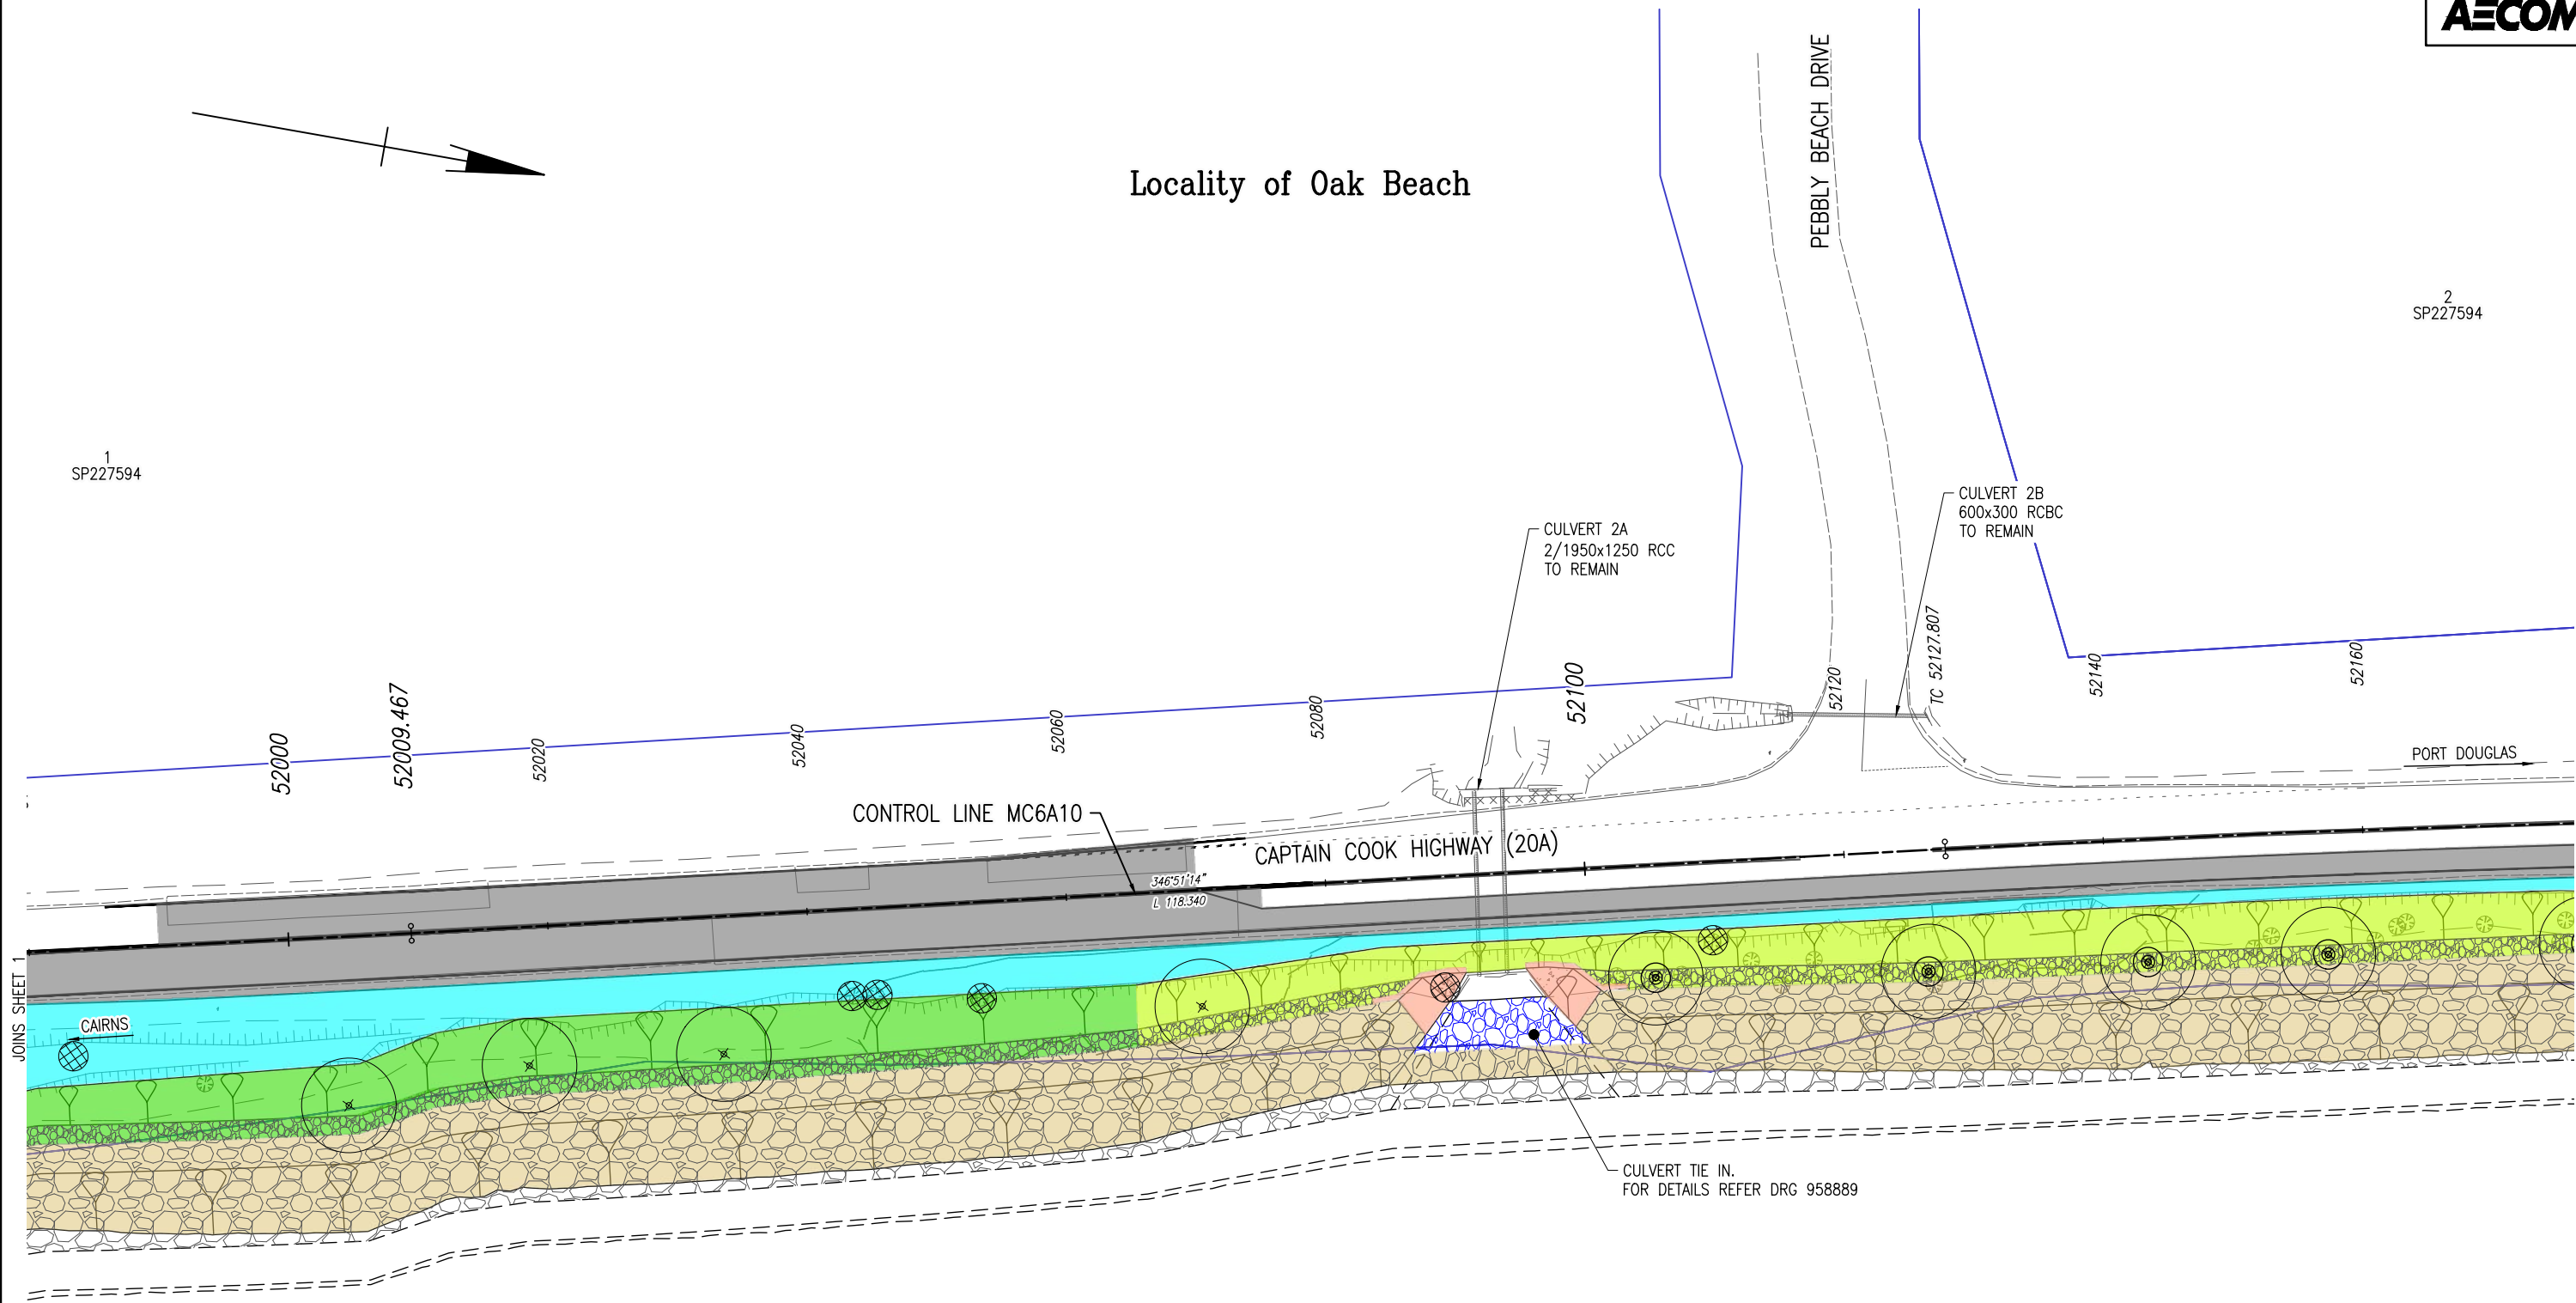 AECOM
PEBBLY BEACH DRIVE
Locality of Oak Beach
2
SP227594
1
SP227594
CULVERT 2A
2/1950x1250 RCC
TO REMAIN
CULVERT 2B
600x300 RCBC
TO REMAIN
52000
52009.467
52020
52040
52060
52080
52100
52120
TC 52127.807
52140
52160
PORT DOUGLAS
CONTROL LINE MC6A10
CAPTAIN COOK HIGHWAY (20A)
346°51'14"
L 118.340
JOINS SHEET 1
CAIRNS
CULVERT TIE IN.
FOR DETAILS REFER DRG 958889